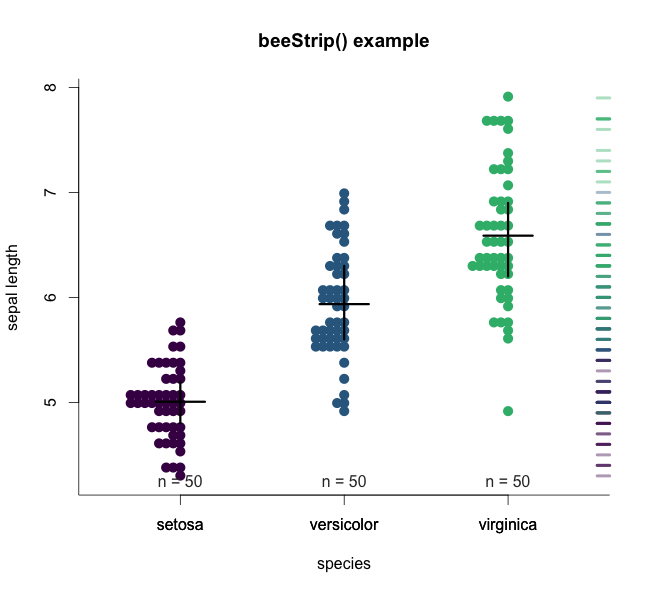 beeStrip() example
sepal length
8
7
6
5
n = 50 n = 50 n = 50
setosa versicolor virginica
species